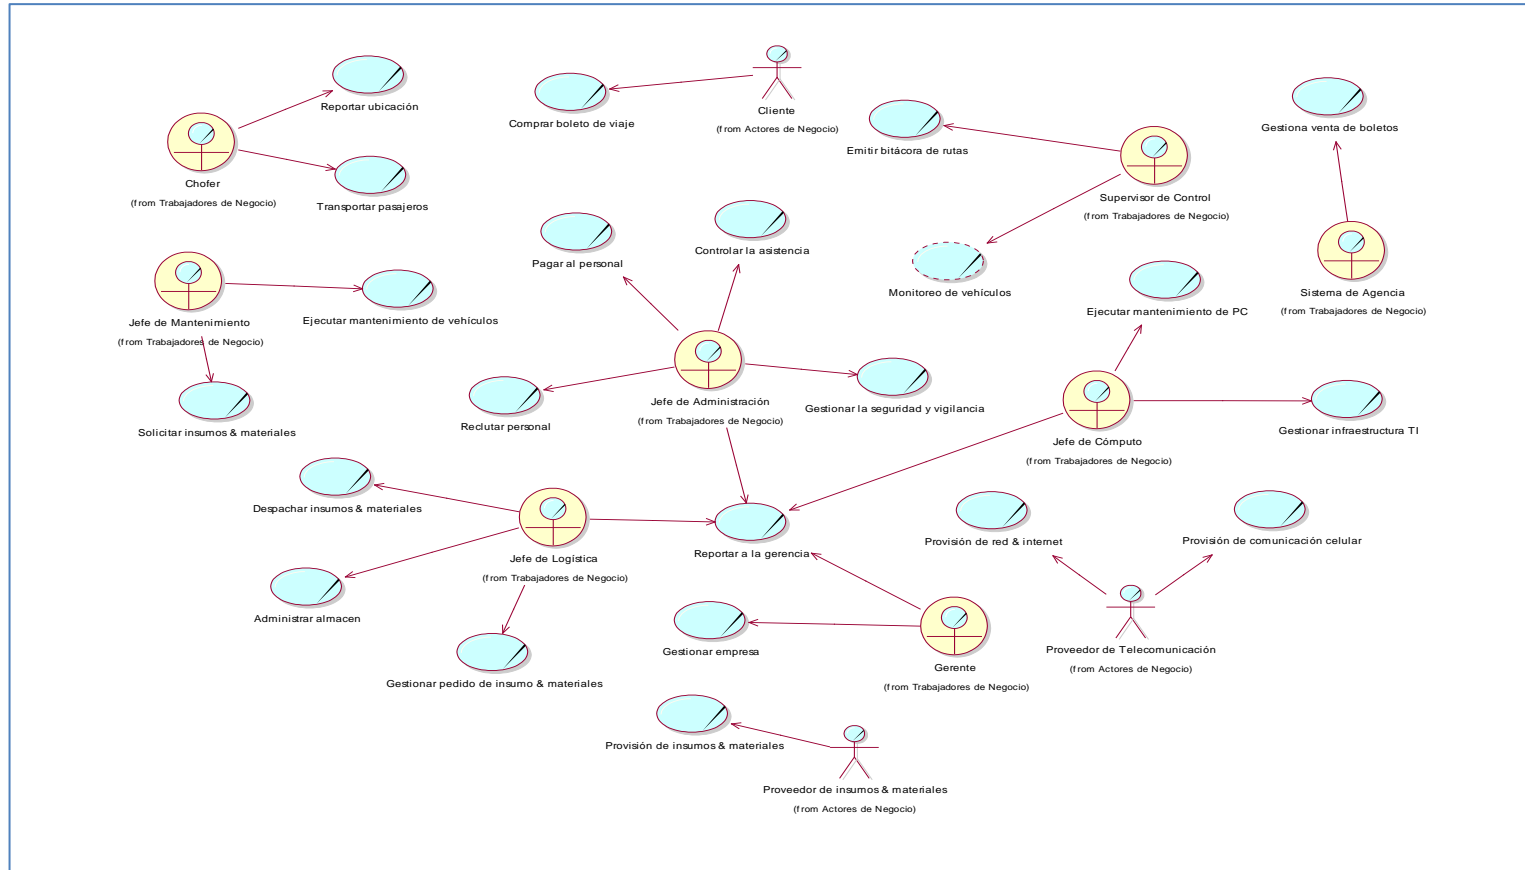 Reportar ubicación
Chofer
(from Trabajadores de Negocio)
Transportar pasajeros
Comprar boleto de viaje
Cliente
(from Actores de Negocio)
Emitir bitácora de rutas
Supervisor de Control
(from Trabajadores de Negocio)
Monitoreo de vehículos
Gestiona venta de boletos
Sistema de Agencia
(from Trabajadores de Negocio)
Pagar al personal
Controlar la asistencia
Jefe de Mantenimiento
(from Trabajadores de Negocio)
Ejecutar mantenimiento de vehículos
Solicitar insumos & materiales
Ejecutar mantenimiento de PC
Jefe de Administración
(from Trabajadores de Negocio)
Reclutar personal
Gestionar la seguridad y vigilancia
Jefe de Cómputo
(from Trabajadores de Negocio)
Gestionar infraestructura TI
Despachar insumos & materiales
Jefe de Logística
(from Trabajadores de Negocio)
Reportar a la gerencia
Administrar almacen
Gestionar pedido de insumo & materiales
Provisión de red & internet
Provisión de comunicación celular
Proveedor de Telecomunicación
(from Actores de Negocio)
Gestionar empresa
Gerente
(from Trabajadores de Negocio)
Provisión de insumos & materiales
Proveedor de insumos & materiales
(from Actores de Negocio)